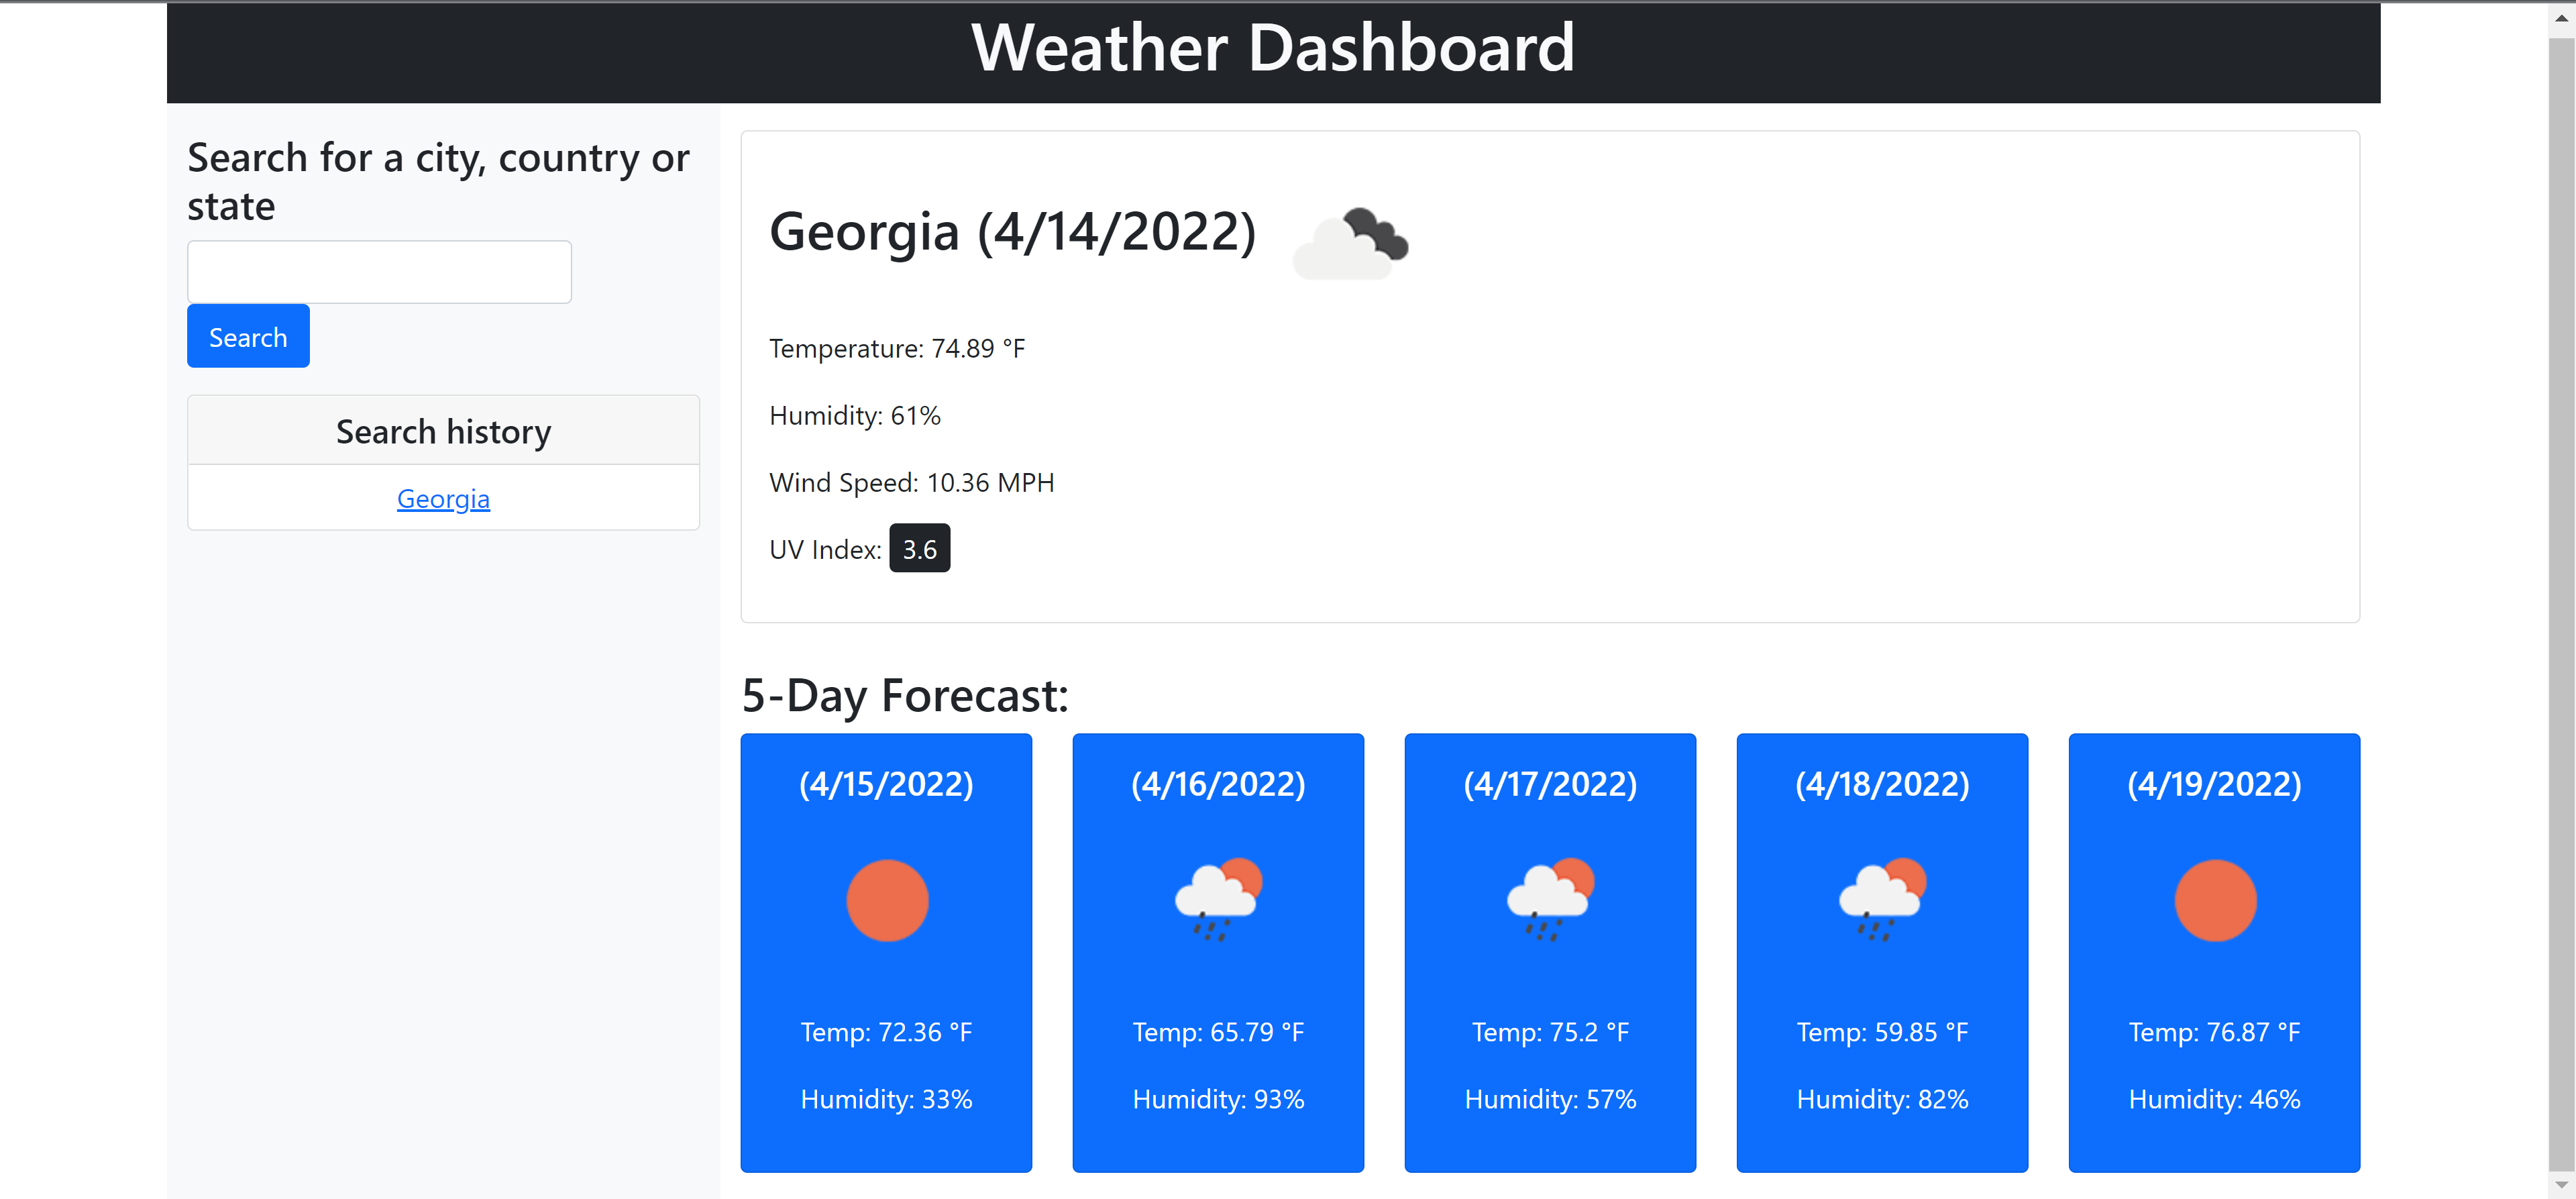 Weather Dashboard
Search for a city, country or
state
Search
Search history
Georgia
Georgia (4/14/2022)
Temperature: 74.89 °F
Humidity: 61%
Wind Speed: 10.36 MPH
UV Index: 3.6
5-Day Forecast:
(4/15/2022)
Temp: 72.36 °F
Humidity: 33%
(4/16/2022)
Temp: 65.79 °F
Humidity: 93%
(4/17/2022)
Temp: 75.2 °F
Humidity: 57%
(4/18/2022)
Temp: 59.85 °F
Humidity: 82%
(4/19/2022)
Temp: 76.87 °F
Humidity: 46%